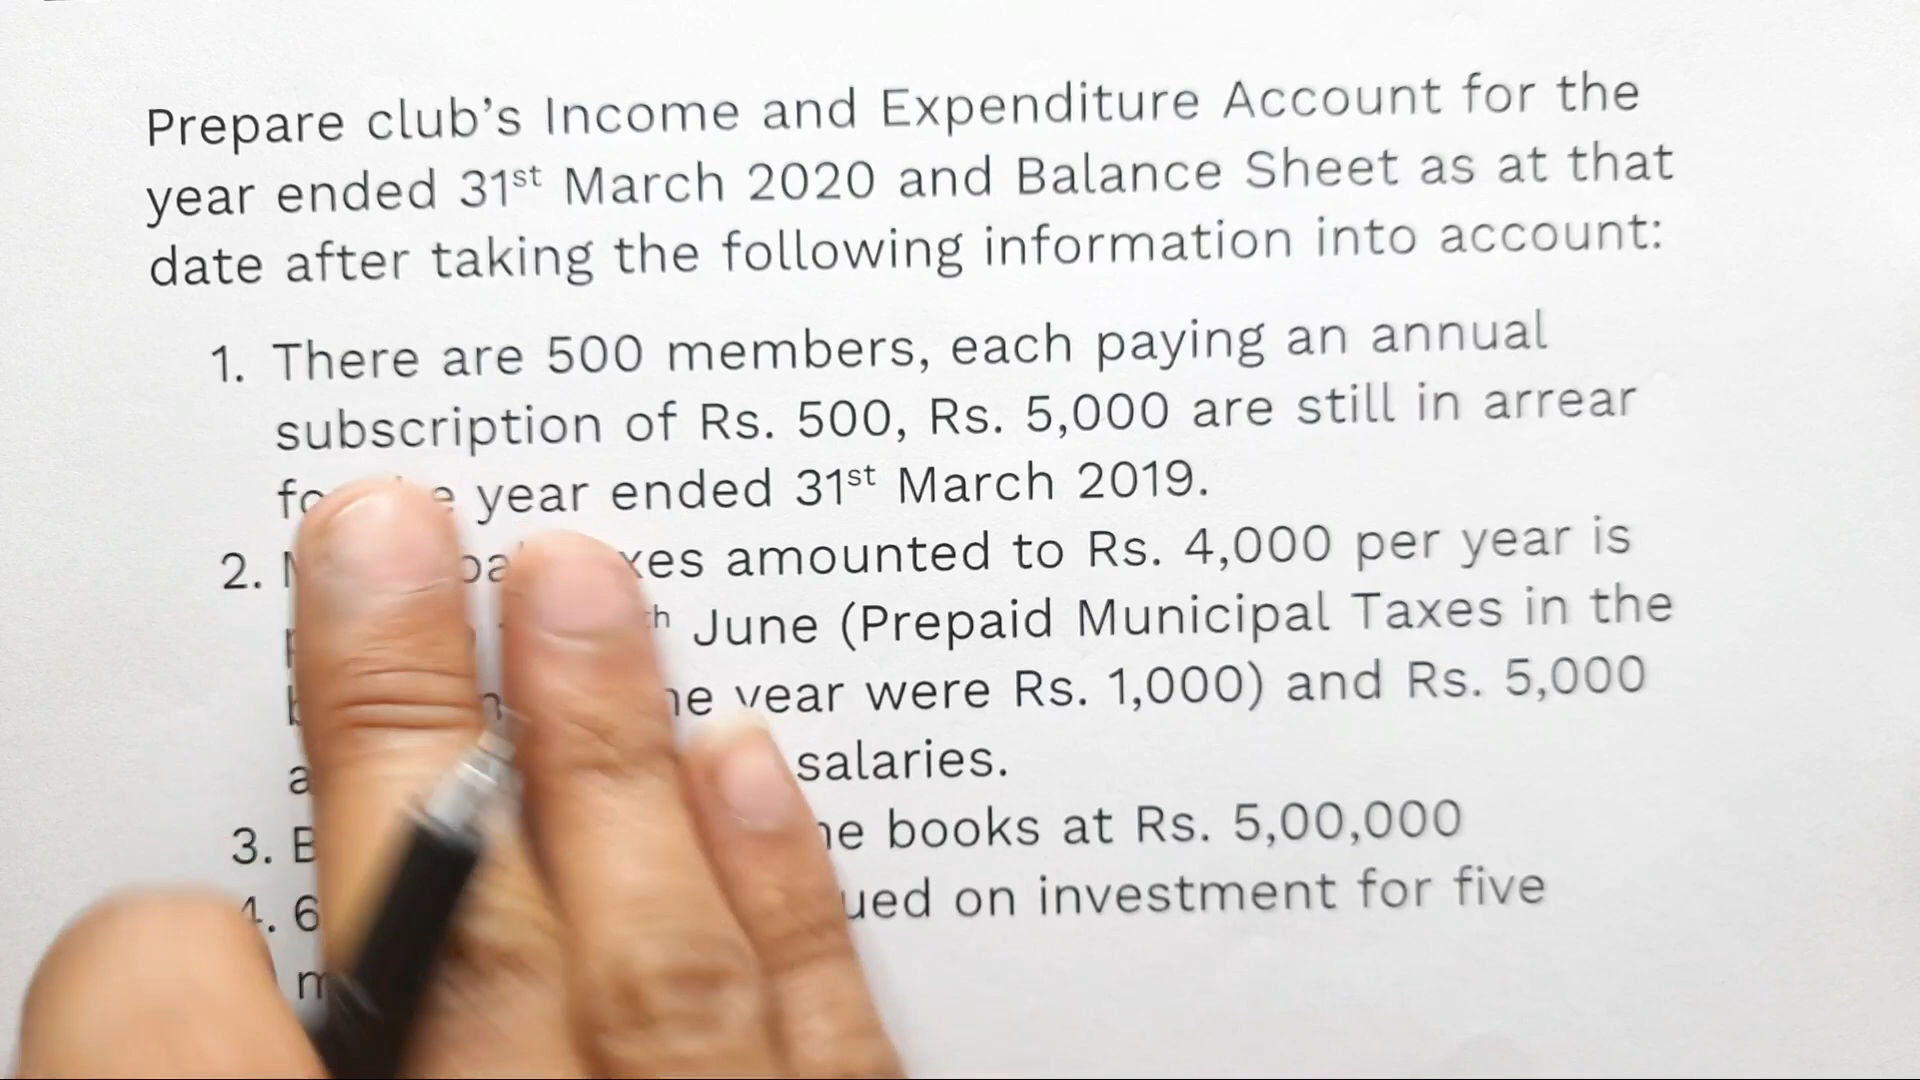 Prepare club's Income and Expenditure Account for the
year ended 31st March 2020 and Balance Sheet as at that
date after taking the following information into account:
1. There are 500 members, each paying an annual
subscription of Rs. 500, Rs. 5,000 are still in arrear
year ended 31st March 2019.
2. amounted to Rs. 4,000 per year is
June (Prepaid Municipal Taxes in the
year were Rs. 1,000) and Rs. 5,000
salaries.
3. books at Rs. 5,00,000
4. 6 on investment for five